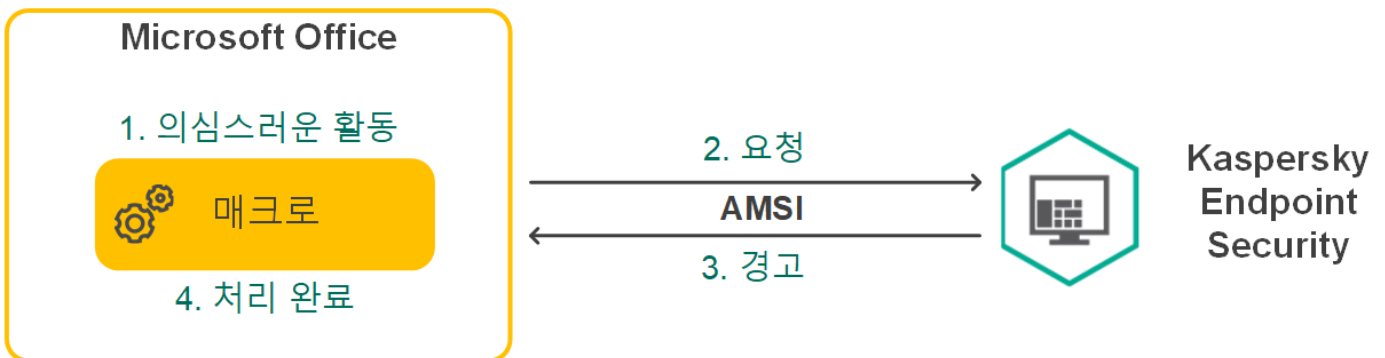 Microsoft Office
1. 의심스러운 활동
매크로
4. 처리 완료
2. 요청
AMSI
3. 경고
Kaspersky
Endpoint
Security